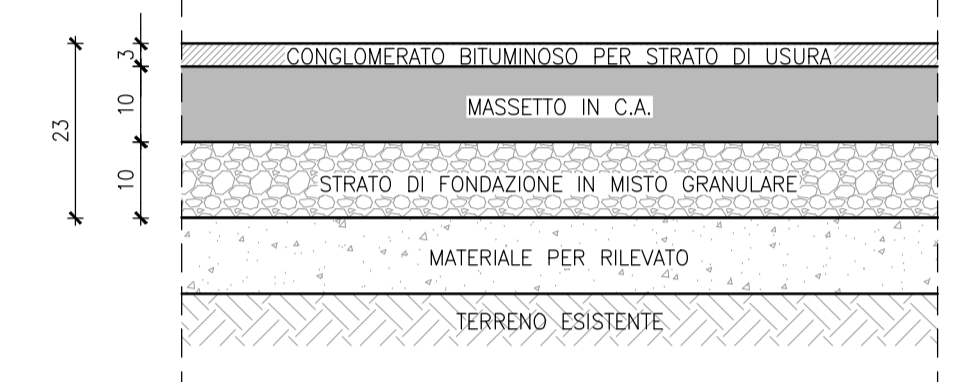 3
CONGLOMERATO BITUMINOSO PER STRATO DI USURA
10
MASSETTO IN C.A.
23
10
STRATO DI FONDAZIONE IN MISTO GRANULARE
MATERIALE PER RILEVATO
TERRENO ESISTENTE